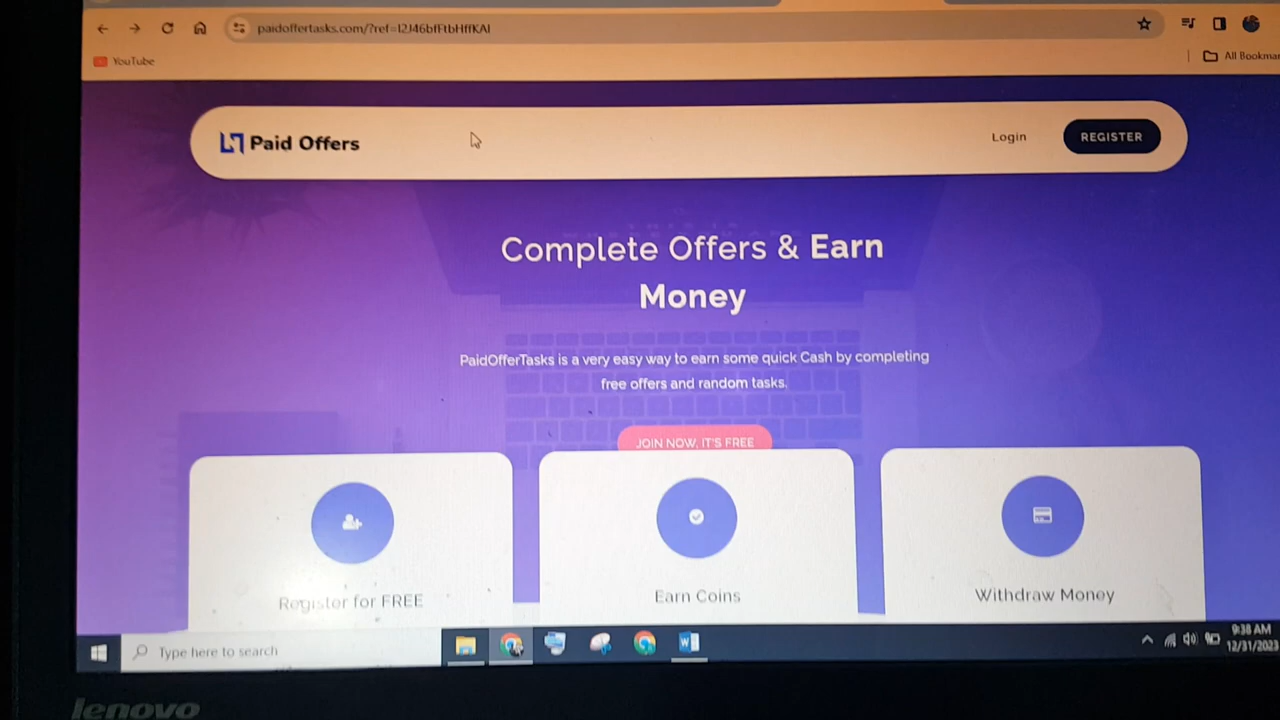 paidoffertasks.com/?ref=
YouTube
All Bookmar
Paid Offers
Login
REGISTER
Complete Offers & Earn
Money
PaidOfferTasks is a very easy way to earn some quick Cash by completing
free offers and random tasks.
JOIN NOW, IT'S FREE
Register for FREE
Earn Coins
Withdraw Money
Type here to search
9:38 AM
12/31/2023
lenovo